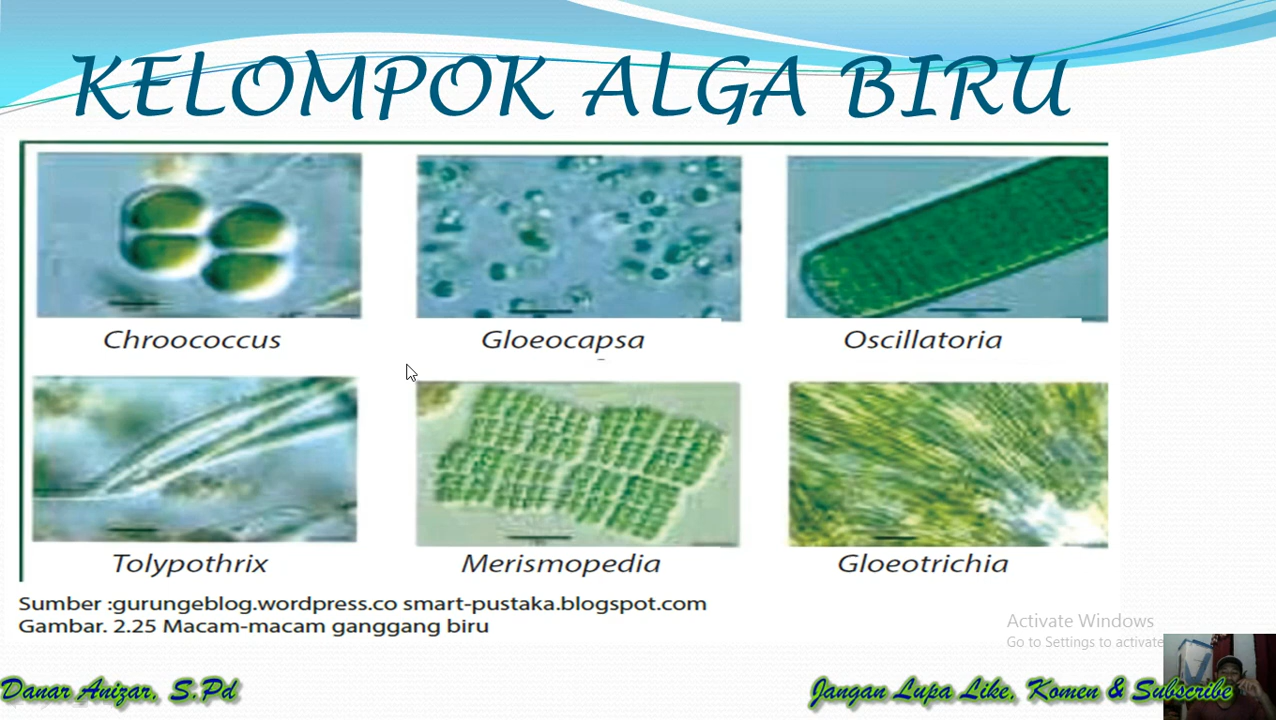 KELOMPOK ALGA BIRU
Chroococcus
Gloeocapsa
Oscillatoria
Tolypothrix
Merismopedia
Gloeotrichia
Sumber :gurungeblog.wordpress.co smart-pustaka.blogspot.com
Gambar. 2.25 Macam-macam ganggang biru
Activate Windows
Go to Settings to activate
Danar Anizar, S.Pd
Jangan Lupa Like, Komen & Subscribe